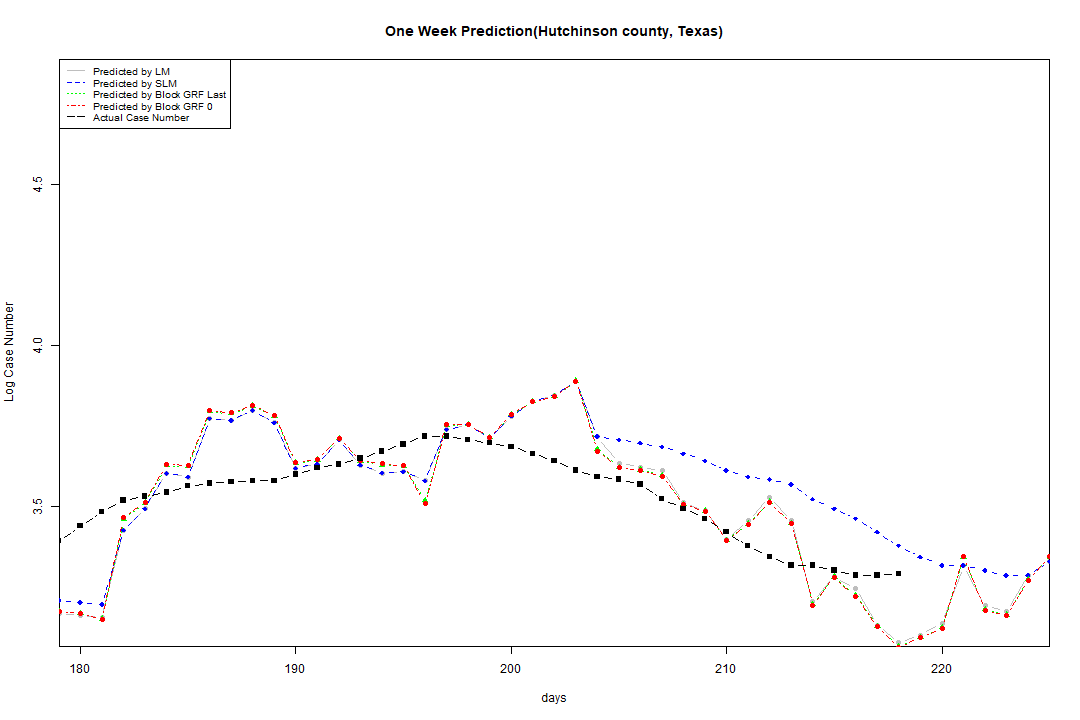 One Week Prediction(Hutchinson county, Texas)
Predicted by LM
Predicted by SLM
Predicted by Block GRF Last
Predicted by Block GRF 0
Actual Case Number
4.5
4.0
3.5
Log Case Number
180 190 200 210 220
days